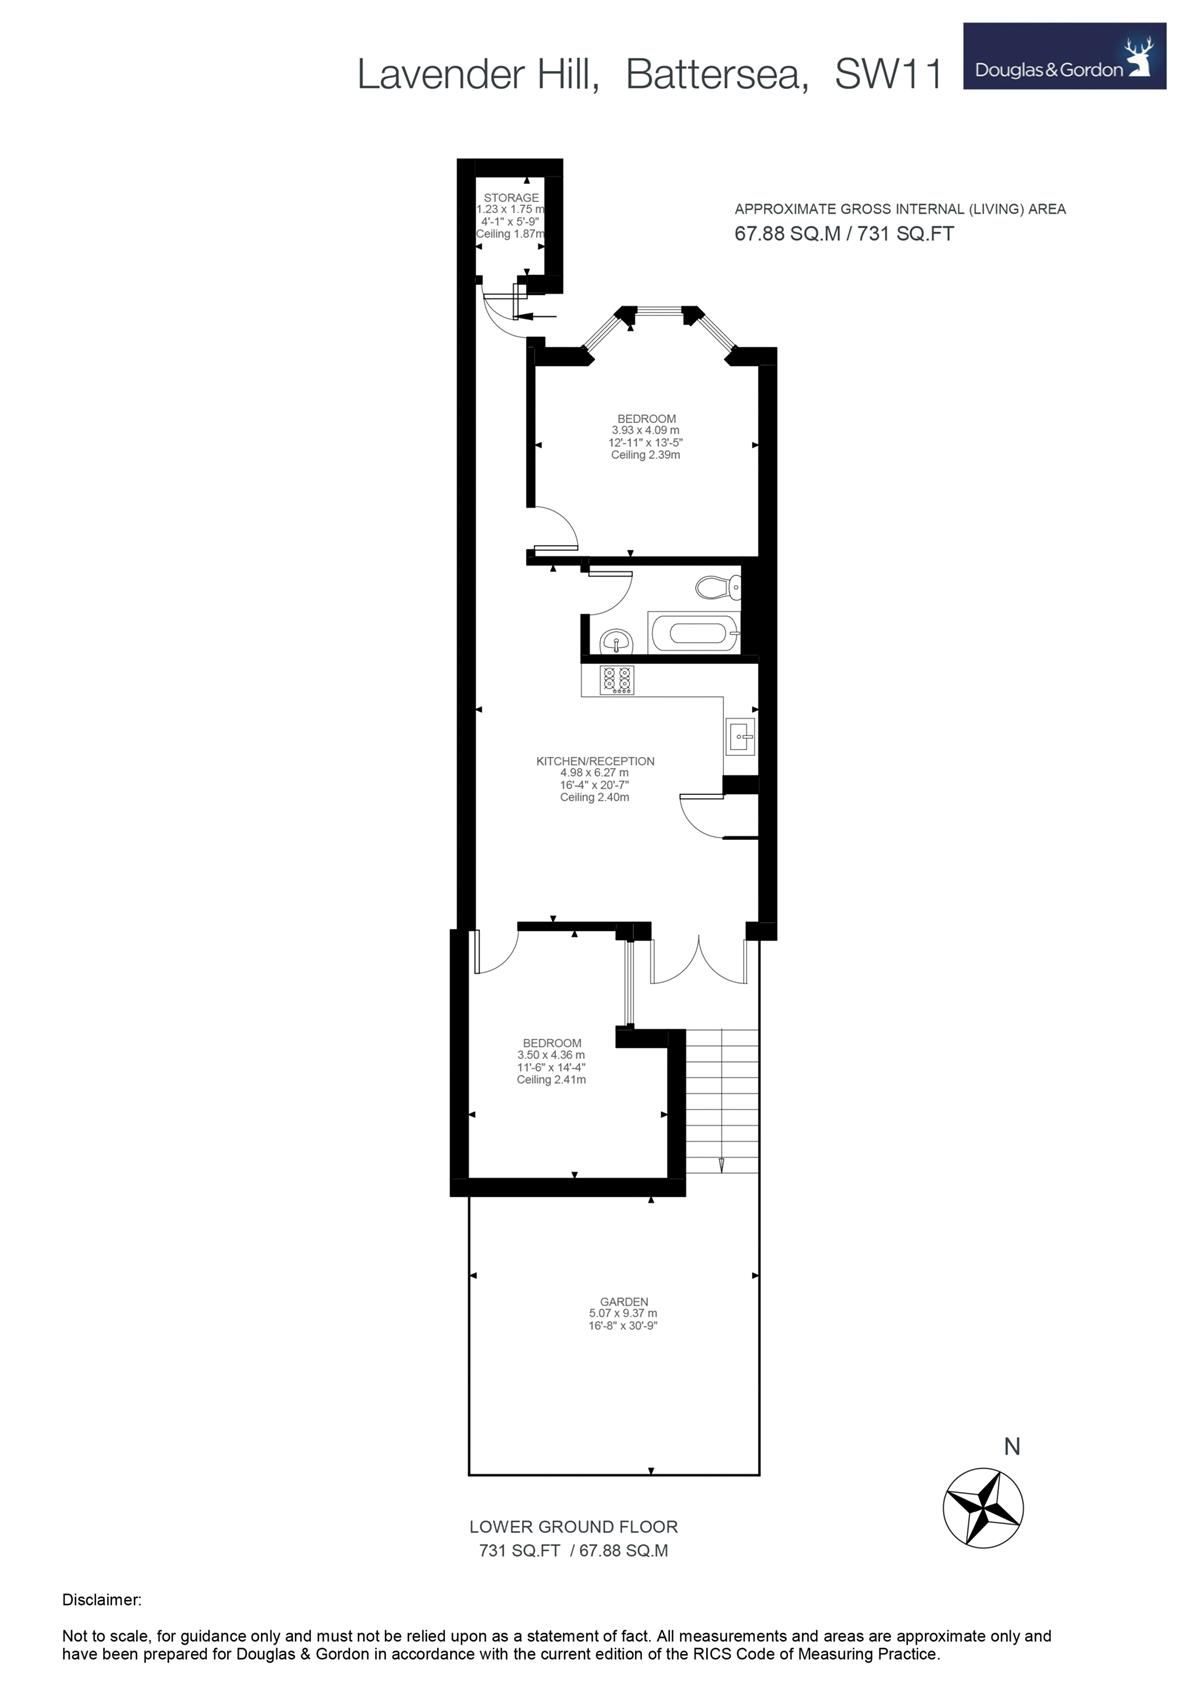 Lavender Hill, Battersea, SW11
Douglas & Gordon
STORAGE
1.23 x 1.75 m
4'-1" x 5'-9"
Ceiling 1.87m
APPROXIMATE GROSS INTERNAL (LIVING) AREA
67.88 SQ.M / 731 SQ.FT
BEDROOM
3.93 x 4.09 m
12'-11" x 13'-5"
Ceiling 2.39m
KITCHEN/RECEPTION
4.98 x 6.27 m
16'-4" x 20'-7"
Ceiling 2.40m
BEDROOM
3.50 x 4.36 m
11'-6" x 14'-4"
Ceiling 2.41m
GARDEN
5.07 x 9.37 m
16'-8" x 30'-9"
N
LOWER GROUND FLOOR
731 SQ.FT / 67.88 SQ.M
Disclaimer:
Not to scale, for guidance only and must not be relied upon as a statement of fact. All measurements and areas are approximate only and
have been prepared for Douglas & Gordon in accordance with the current edition of the RICS Code of Measuring Practice.